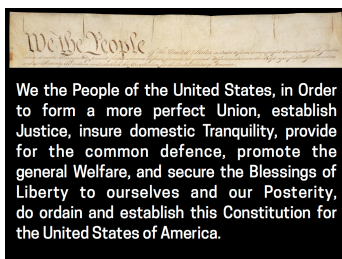 We the People
We the People of the United States, in Order
to form a more perfect Union, establish
Justice, insure domestic Tranquility, provide
for the common defence, promote the
general Welfare, and secure the Blessings of
Liberty to ourselves and our Posterity,
do ordain and establish this Constitution for
the United States of America.